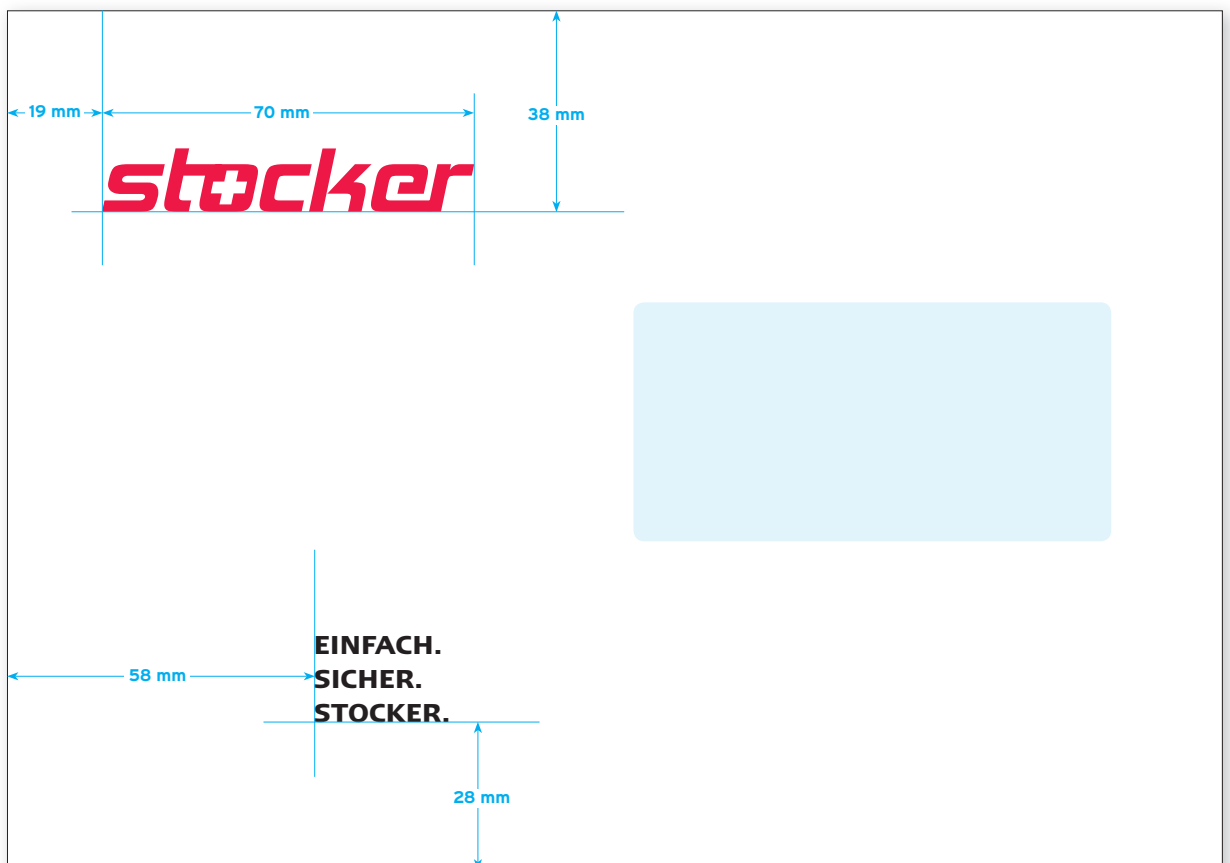 19 mm
70 mm
38 mm
stocker
EINFACH.
SICHER.
STOCKER.
58 mm
28 mm